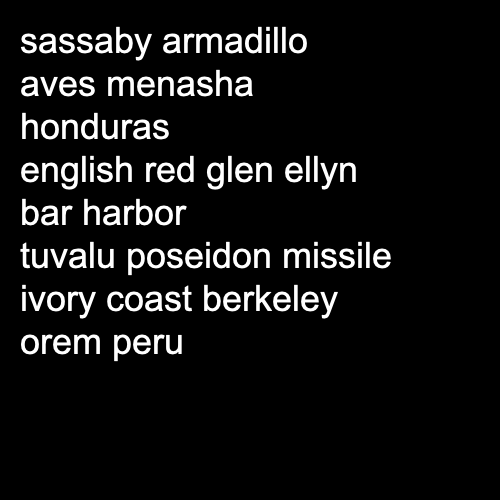 sassaby armadillo
aves menasha
honduras
english red glen ellyn
bar harbor
tuvalu poseidon missile
ivory coast berkeley
orem peru